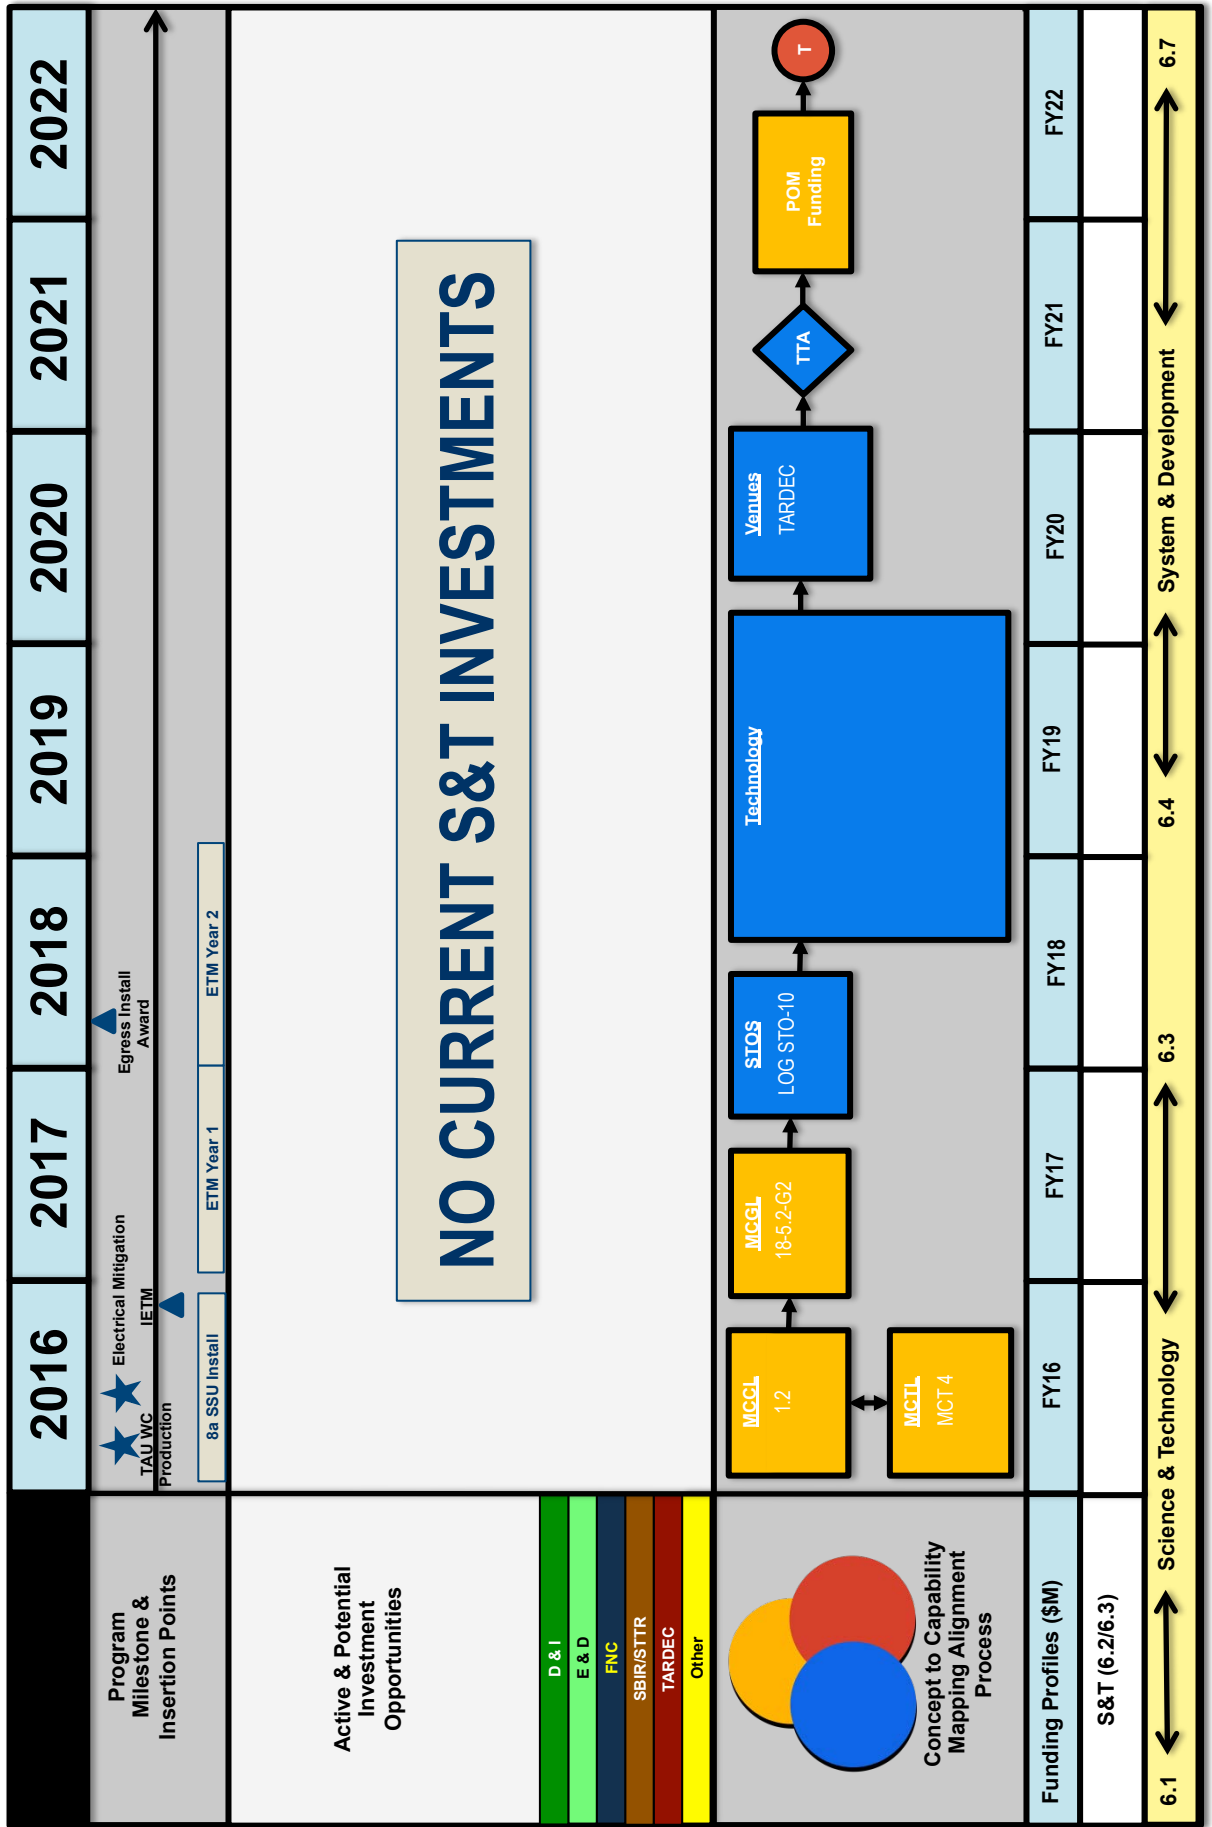 2016
2017
2018
2019
2020
2021
2022
Program
Milestone &
Insertion Points
TAU WC
Production
Electrical Mitigation
IETM
Egress Install
Award
8a SSU Install
ETM Year 1
ETM Year 2
Active & Potential
Investment
Opportunities
D & I
E & D
FNC
SBIR/STTR
TARDEC
Other
NO CURRENT S&T INVESTMENTS
Concept to Capability
Mapping Alignment
Process
MCCL
1.2
MCTL
MCT 4
MCGL
18-5.2-G2
STOS
LOG STO-10
Technology
Venues
TARDEC
TTA
POM
Funding
T
Funding Profiles ($M)
FY16
FY17
FY18
FY19
FY20
FY21
FY22
S&T (6.2/6.3)
6.1
Science & Technology
6.3
6.4
System & Development
6.7